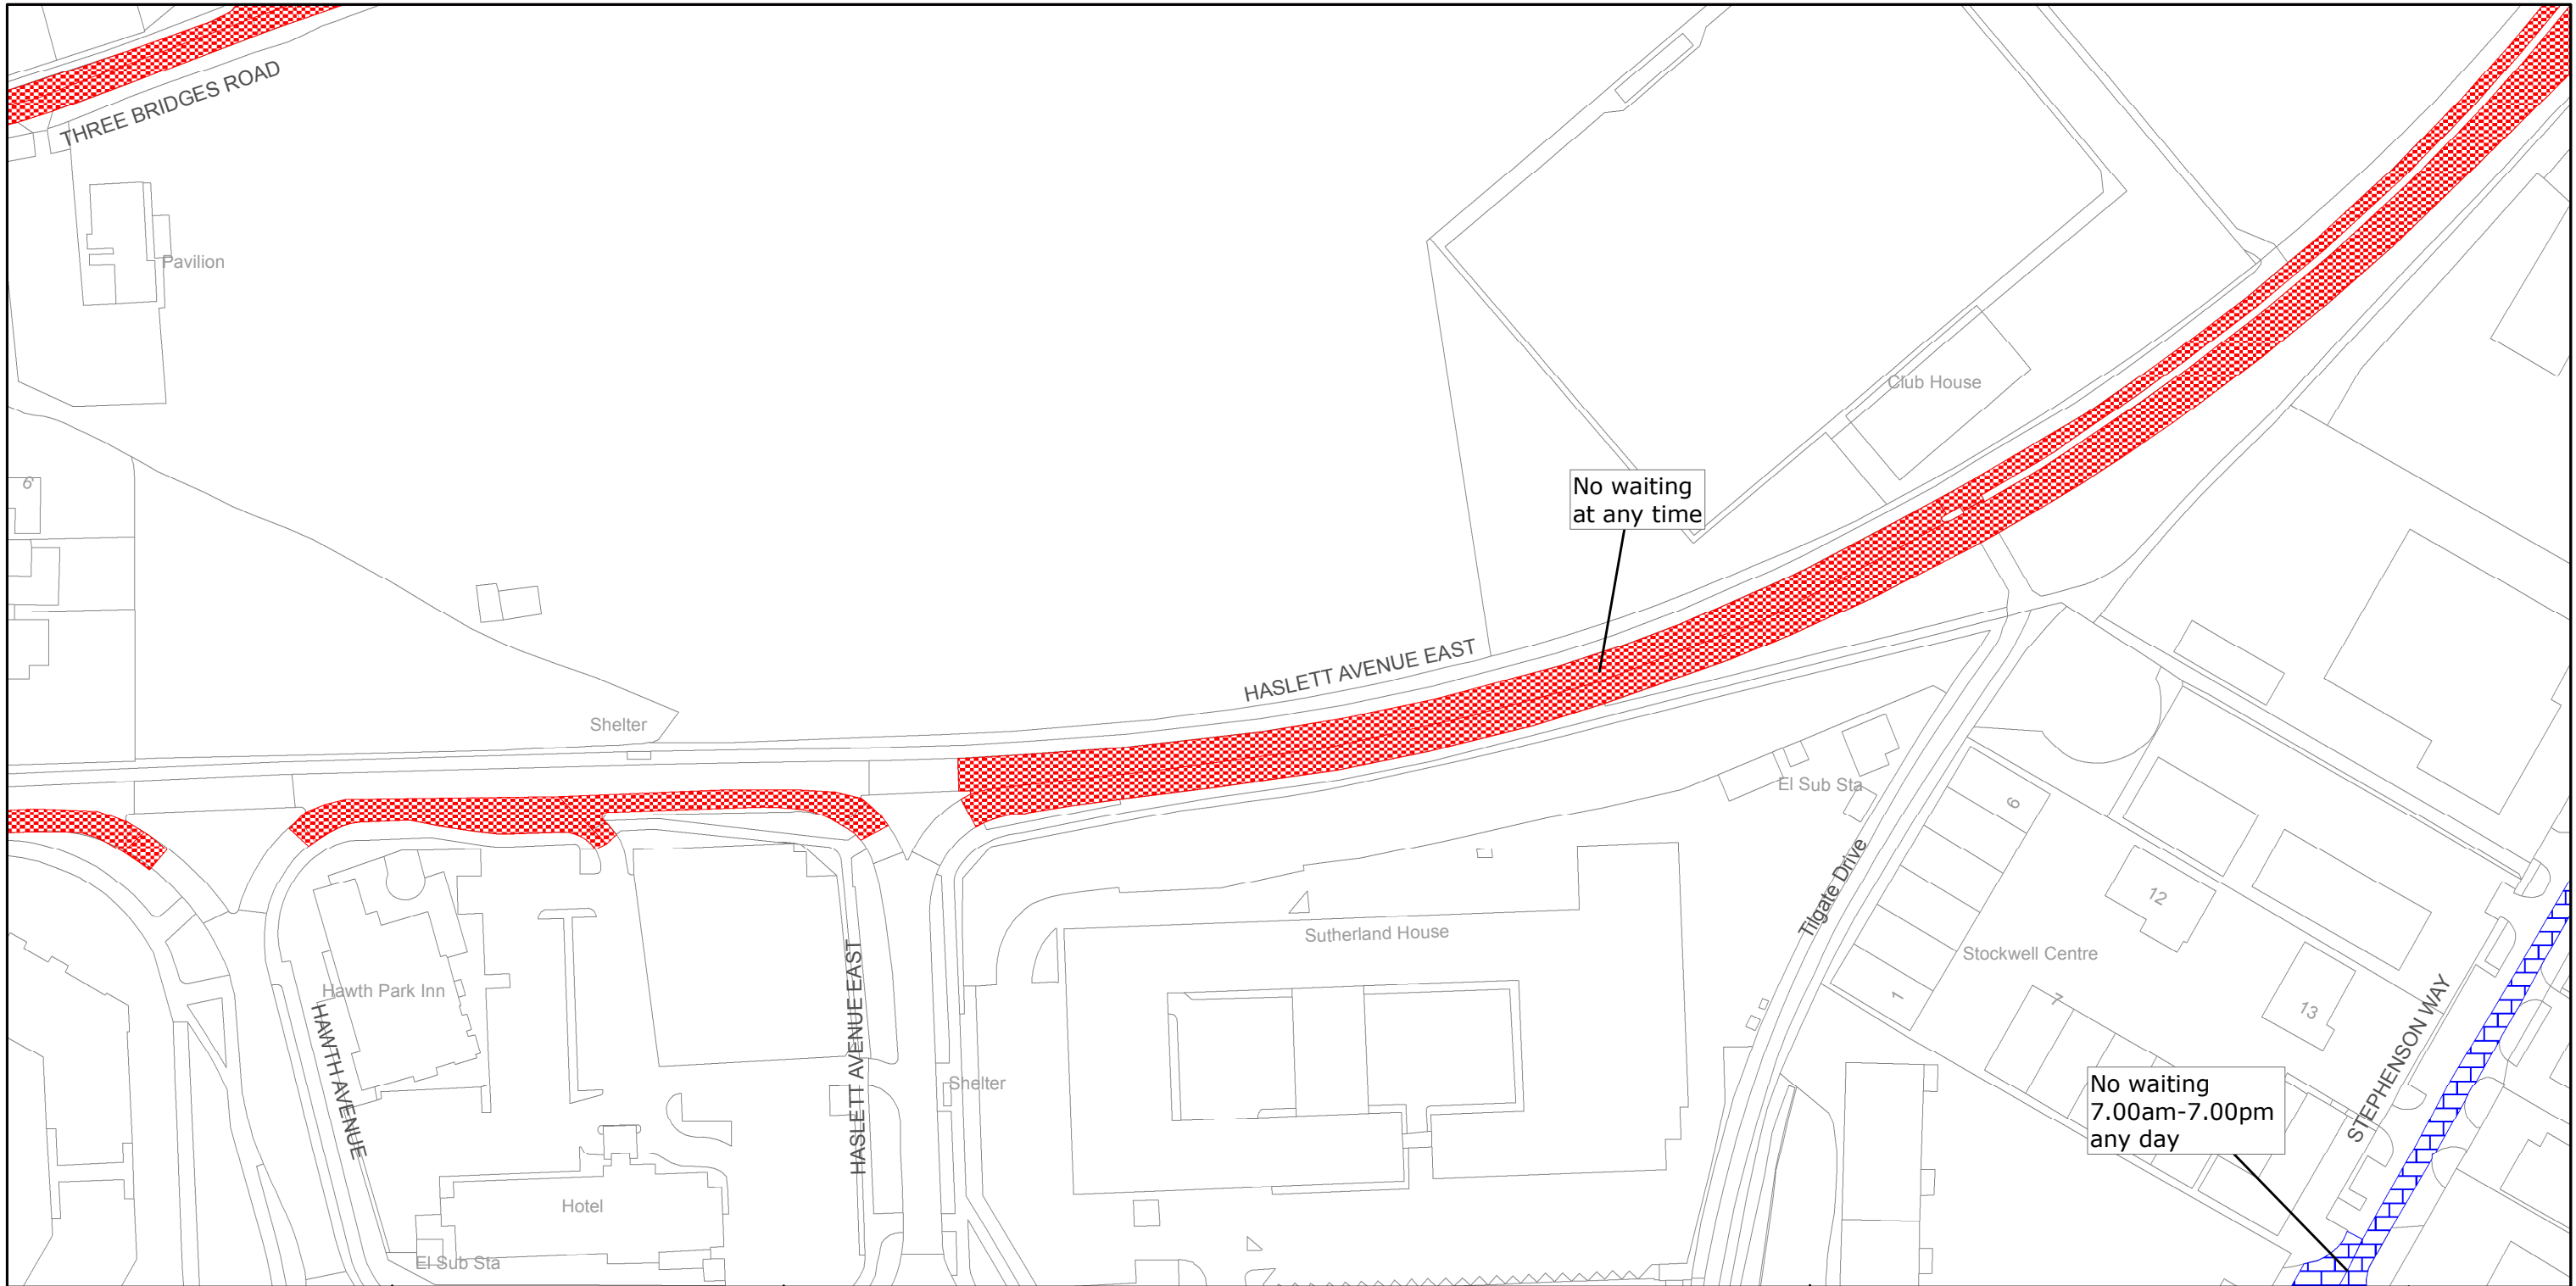 THREE BRIDGES ROAD
Pavilion
Club House
6
No waiting
at any time
HASLETT AVENUE EAST
Shelter
El Sub Sta
6
Tilgate Drive
12
Sutherland House
Stockwell Centre
Hawth Park Inn
1
7
13
HAWTH AVENUE
HASLETT AVENUE EAST
Shelter
STEPHENSON WAY
No waiting
7.00am-7.00pm
any day
Hotel
El Sub Sta